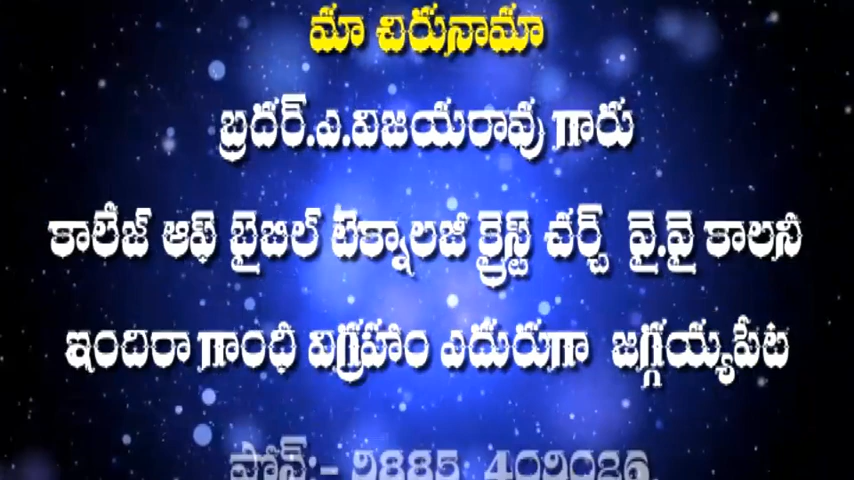 మా చిరునామా
బ్రదర్.ఎ.విజయరావు గారు
కాలేజ్ ఆఫ్ బైబిల్ టెక్నాలజీ క్రైస్ట్ చర్చ్ వై.వై కాలనీ
ఇందిరా గాంధీ విగ్రహం ఎదురుగా జగ్గయ్యపేట
ఫోన్:-